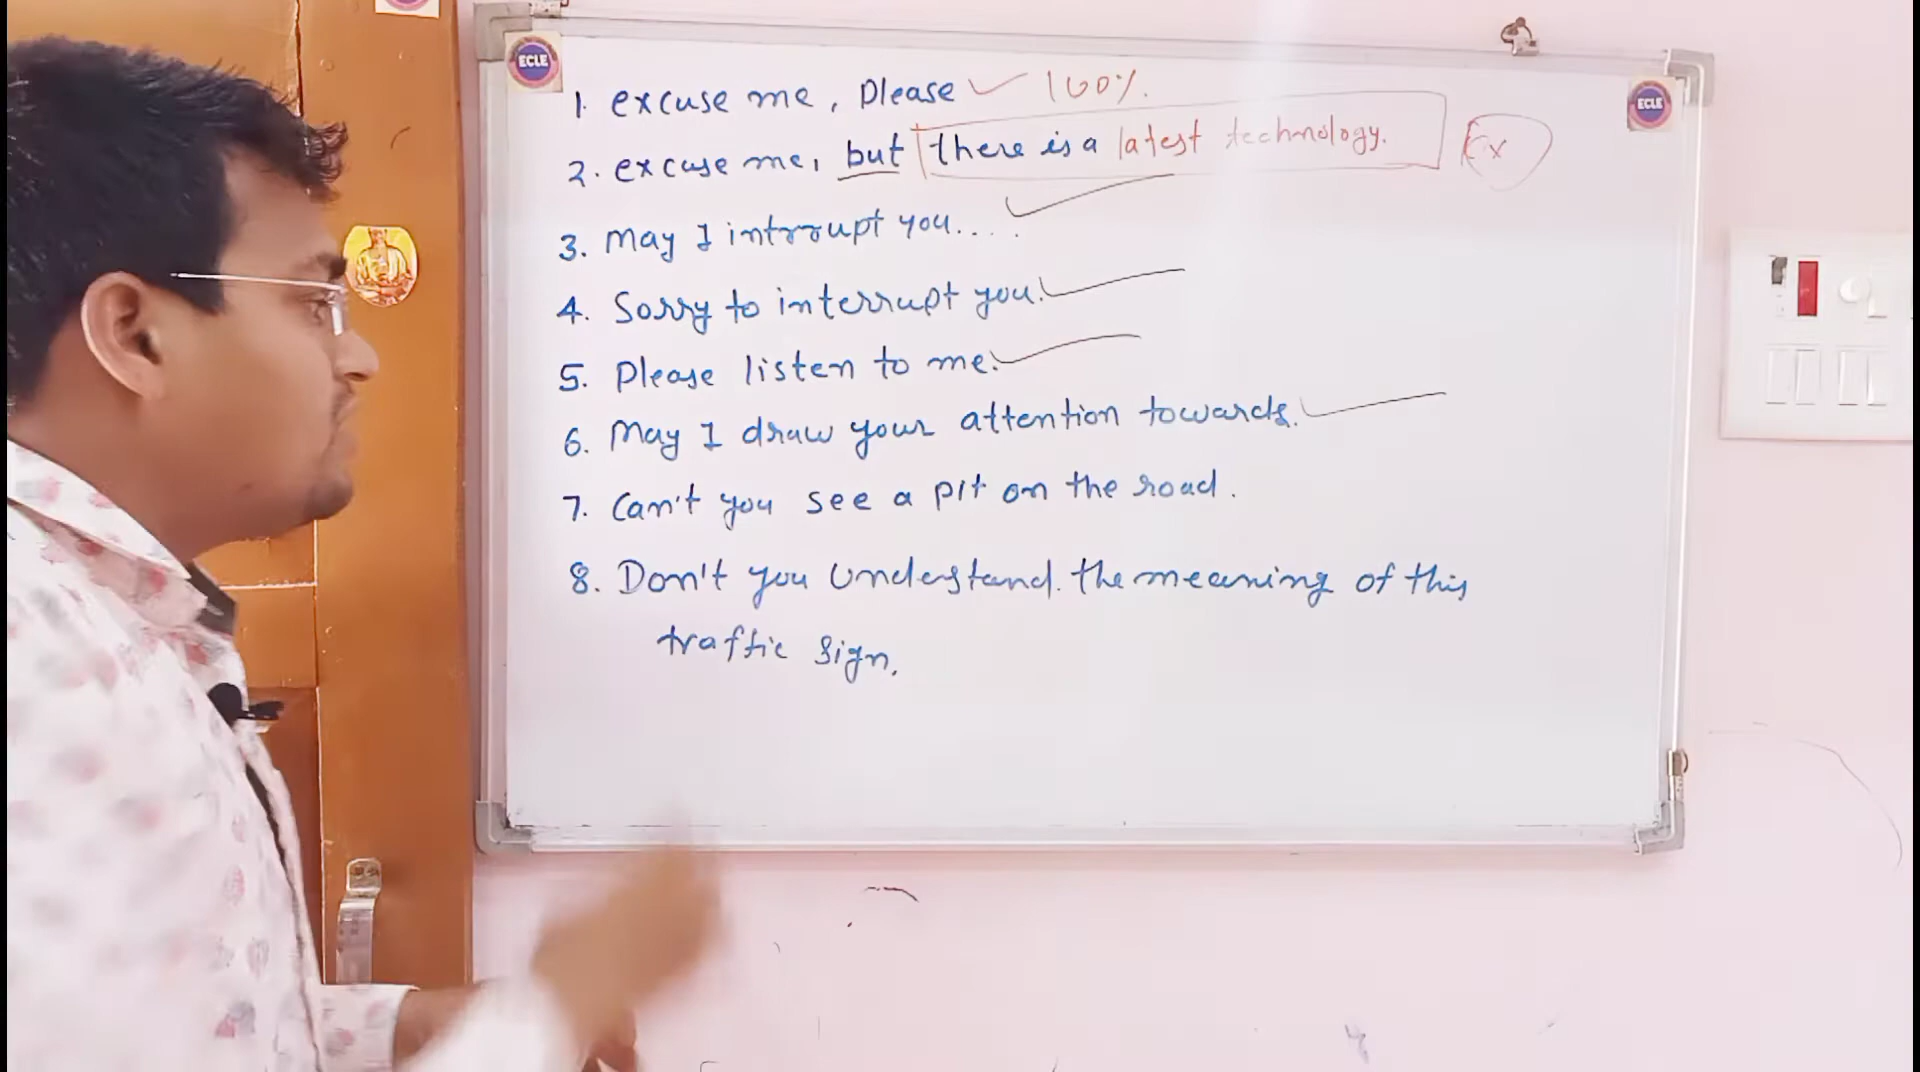 ECLE
ECLE
1. excuse me, Please ✓ 100%.
2. excuse me, but there is a latest technology. Ex
3. May I intrrupt you....
4. Sorry to interrupt you.
5. Please listen to me.
6. May I draw your attention towards.
7. Can't you see a pit on the road.
8. Don't you understand. the meaning of this
traffic sign.